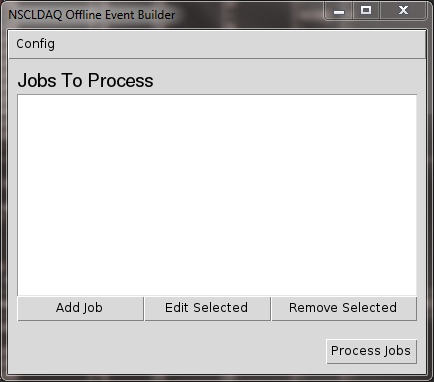 NSCLDAQ Offline Event Builder
Config
Jobs To Process
Add Job Edit Selected Remove Selected
Process Jobs